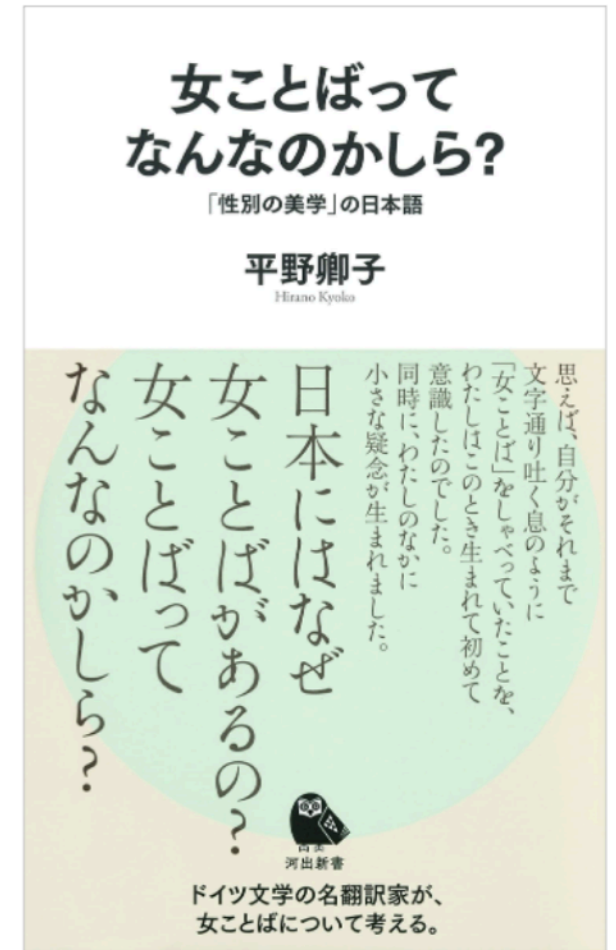 女ことばって
なんなのかしら?
「性別の美学」の日本語
平野卿子
Hirano Kyoko
思えば、自分がそれまで
文字通り吐く息のように
「女ことば」をしゃべっていたことを、
わたしはこのとき生まれて初めて
意識したのでした。
同時に、わたしのなかに
小さな疑念が生まれました。
日本にはなぜ
女ことばがあるの?
女ことばって
なんなのかしら?
河出新書
ドイツ文学の名翻訳家が、
女ことばについて考える。